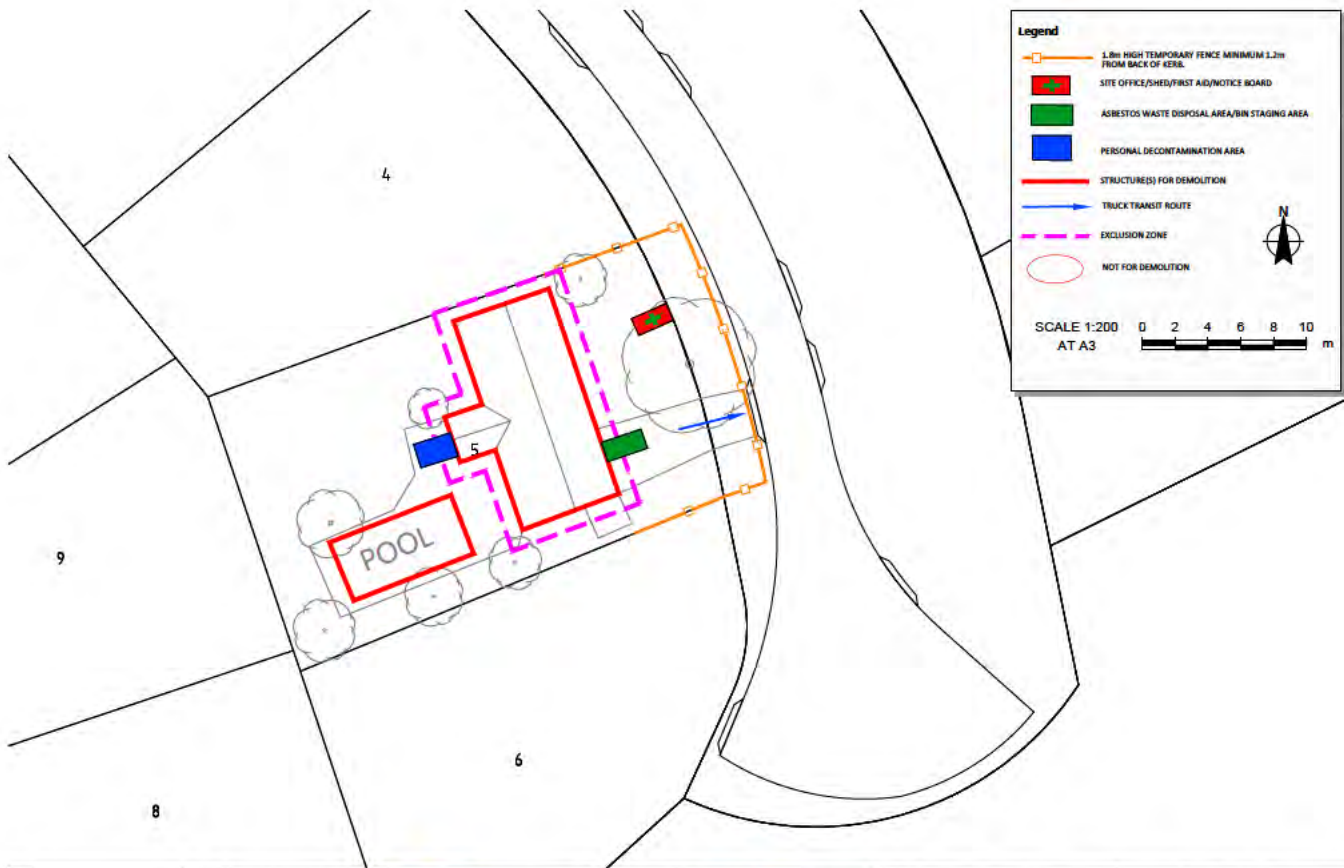 Legend
1.8m HIGH TEMPORARY FENCE MINIMUM 1.2m
FROM BACK OF KERB.
SITE OFFICE/SHED/FIRST AID/NOTICE BOARD
ASBESTOS WASTE DISPOSAL AREA/BIN STAGING AREA
PERSONAL DECONTAMINATION AREA
STRUCTURE(S) FOR DEMOLITION
TRUCK TRANSIT ROUTE
EXCLUSION ZONE
N
NOT FOR DEMOLITION
SCALE 1:200
AT A3
0 2 4 6 8 10
m
4
5
POOL
9
6
8